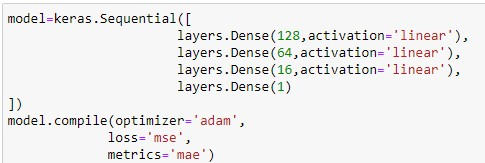 model=keras.Sequential([
layers.Dense(128,activation='linear'),
layers.Dense(64,activation='linear'),
layers.Dense(16,activation='linear'),
layers.Dense(1)
])
model.compile(optimizer='adam',
loss='mse',
metrics='mae')